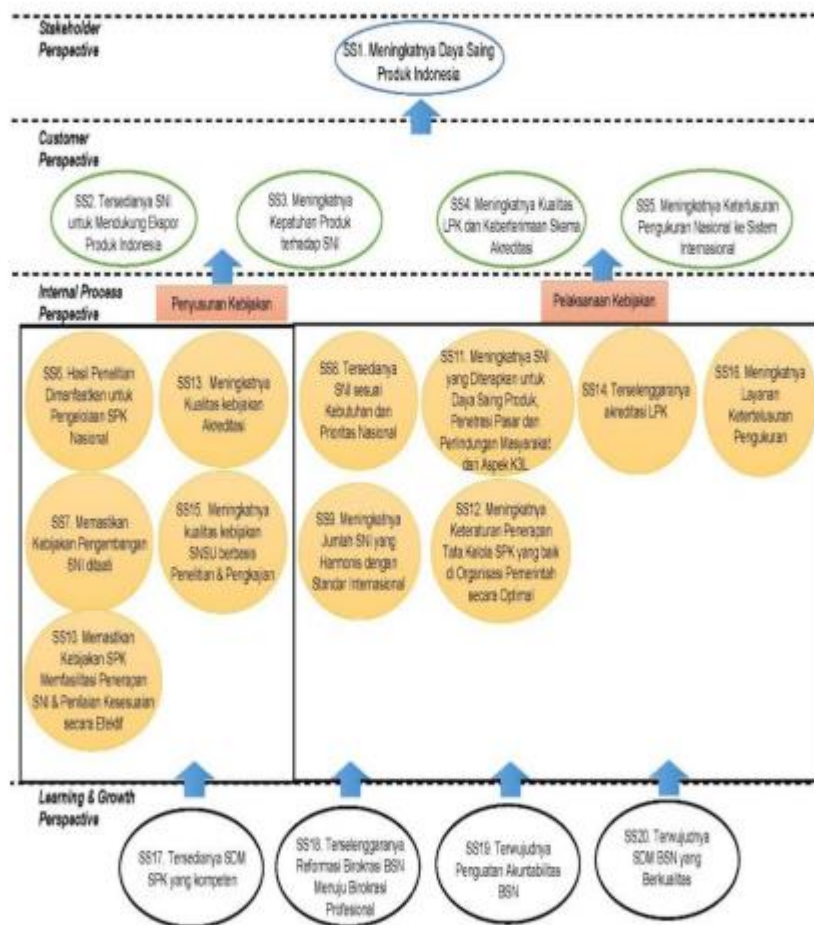 Stakeholder
Perspective
SS1. Meningkatnya Daya Saing
Produk Indonesia
Customer
Perspective
SS2. Tersedianya SNI
untuk Mendukung Ekspor
Produk Indonesia
SS3. Meningkatnya
Kepatuhan Produk
terhadap SNI
SS4. Meningkatnya Kualitas
LPK dan Keberterimaan Skema
Akreditasi
SS5. Meningkatnya Ketertusuran
Pengukuran Nasional ke Sistem
Internasional
Internal Process
Perspective
Penyusunan Kebijakan
Pelaksanaan Kebijakan
SS6. Hasil Penelitian
Dimanfaatkan untuk
Pengelolaan SPK
Nasional
SS13. Meningkatnya
Kualitas kebijakan
Akreditasi
SS8. Tersedianya
SNI sesuai
Kebutuhan dan
Prioritas Nasional
SS11. Meningkatnya SNI
yang Diterapkan untuk
Daya Saing Produk,
Penetrasi Pasar dan
Perlindungan Masyarakat
dan Aspek K3L
SS14. Terselenggaranya
akreditasi LPK
SS16. Meningkatnya
Layanan
Ketertelusuran
Pengukuran
SS7. Memastikan
Kebijakan Pengembangan
SNI ditaati
SS15. Meningkatnya
kualitas kebijakan
SNSU berbasis
Penelitian & Pengkajian
SS9. Meningkatnya
Jumlah SNI yang
Harmonis dengan
Standar Internasional
SS12. Meningkatnya
Keteraturan Penerapan
Tata Kelola SPK yang baik
di Organisasi Pemerintah
secara Optimal
SS10. Memastikan
Kebijakan SPK
Memfasilitasi Penerapan
SNI & Penilaian Kesesuaian
secara Efektif
Learning & Growth
Perspective
SS17. Tersedianya SDM
SPK yang kompeten
SS18. Terselenggaranya
Reformasi Birokrasi BSN
Menuju Birokrasi
Profesional
SS19. Terwujudnya
Penguatan Akuntabilitas
BSN
SS20. Terwujudnya
SDM BSN yang
Berkualitas